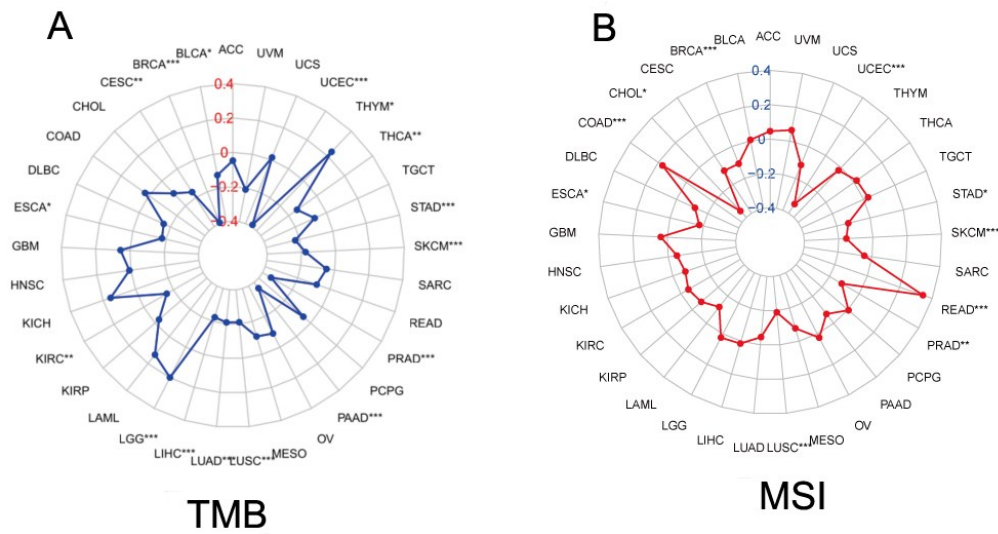 A
ACC
UVM
UCS
UCEC***
THYM*
THCA**
TGCT
STAD***
SKCM***
SARC
READ
PRAD***
PCPG
PAAD***
OV
MESO
LUSC***
LIHC***
LGG***
LAML
KIRP
KIRC**
KICH
HNSC
GBM
ESCA*
DLBC
COAD
CHOL
CESC**
BRCA***
BLCA*
0.4
0.2
0
−0.2
−0.4
TMB
B
ACC
UVM
UCS
UCEC***
THYM
THCA
TGCT
STAD*
SKCM***
SARC
READ***
PRAD**
PCPG
PAAD
OV
MESO
LUSC***
LUAD
LIHC
LGG
LAML
KIRP
KIRC
KICH
HNSC
GBM
ESCA*
DLBC
COAD***
CHOL*
CESC
BRCA***
BLCA
0.4
0.2
0
−0.2
−0.4
MSI